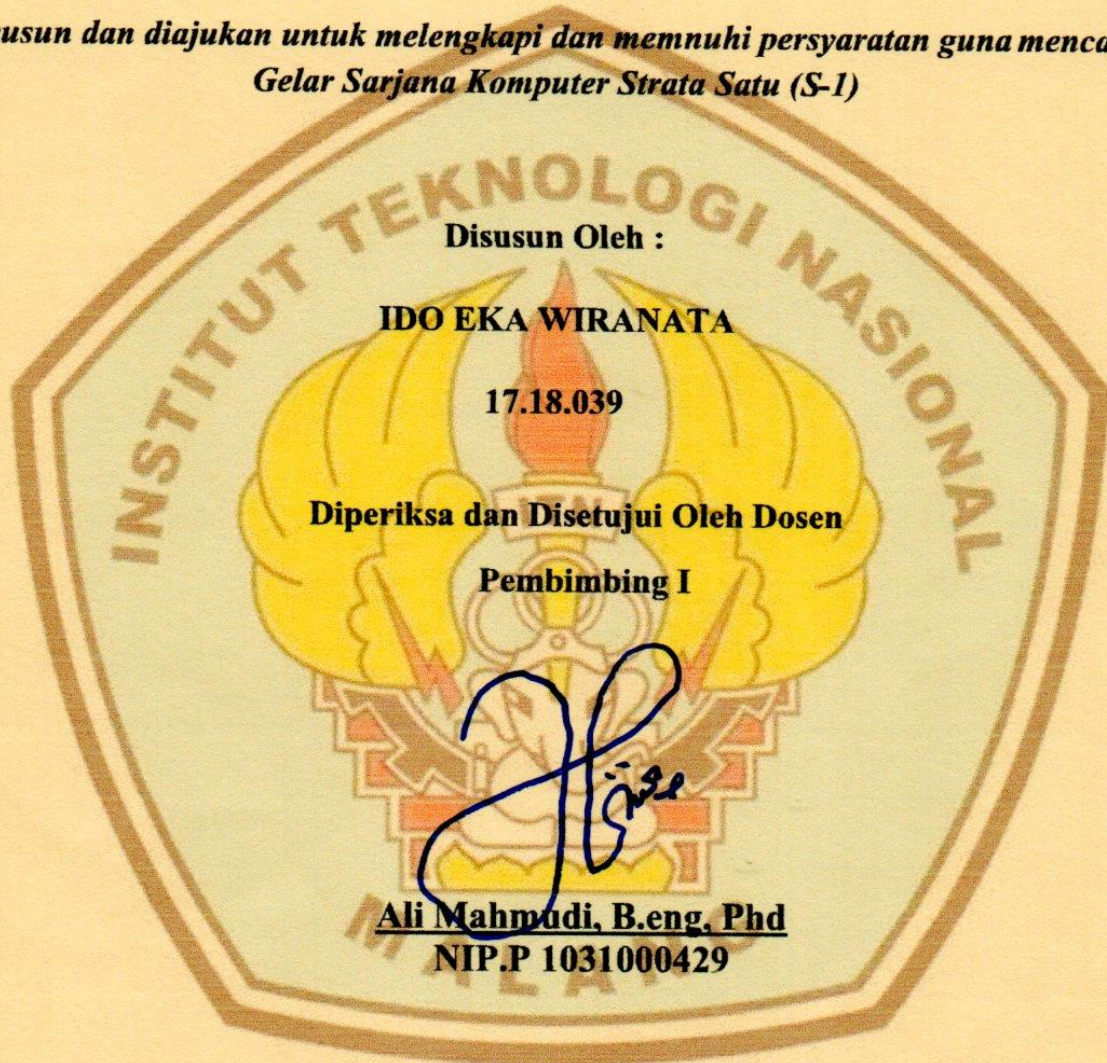 usun dan diajukan untuk melengkapi dan memnuhi persyaratan guna menca
Gelar Sarjana Komputer Strata Satu (S-1)
INSTITUT TEKNOLOGI NASIONAL
Disusun Oleh :
IDO EKA WIRANATA
17.18.039
ITN
Diperiksa dan Disetujui Oleh Dosen
Pembimbing I
Ali Mahmudi, B.eng, Phd
NIP.P 1031000429
MALANG